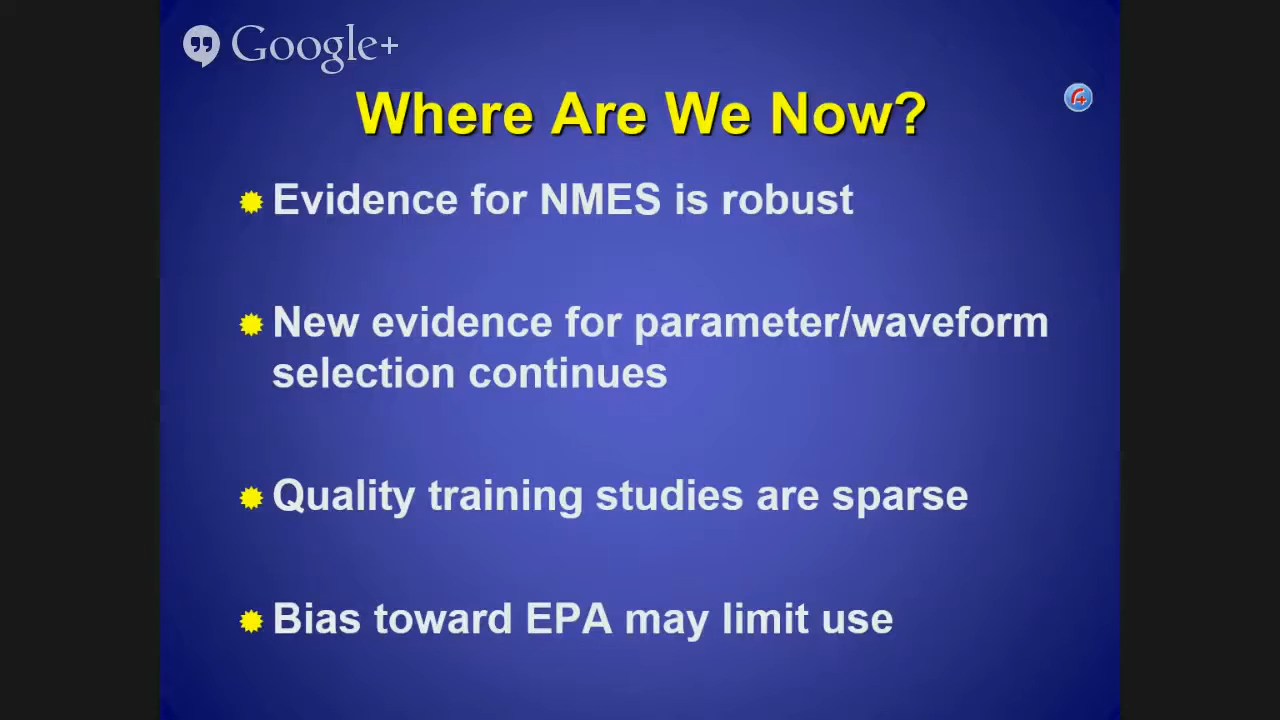 Google+
Where Are We Now?
Evidence for NMES is robust
New evidence for parameter/waveform
selection continues
Quality training studies are sparse
Bias toward EPA may limit use